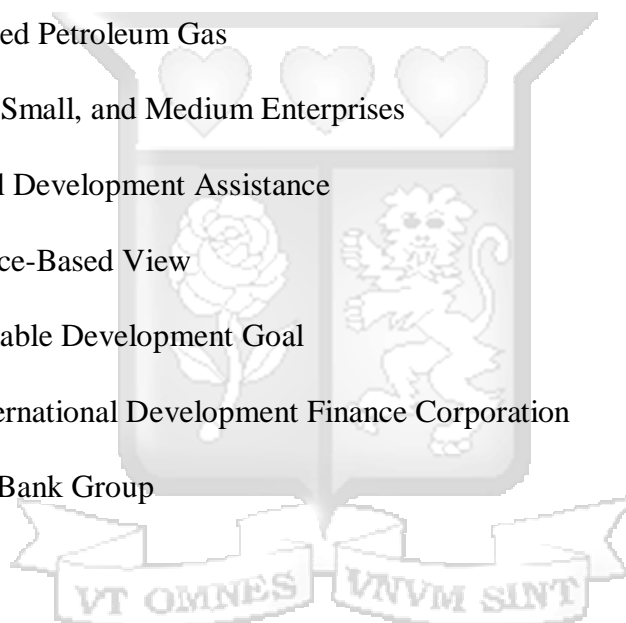 ed Petroleum Gas
Small, and Medium Enterprises
l Development Assistance
ce-Based View
able Development Goal
ernational Development Finance Corporation
Bank Group
VT OMNES VNVM SINT